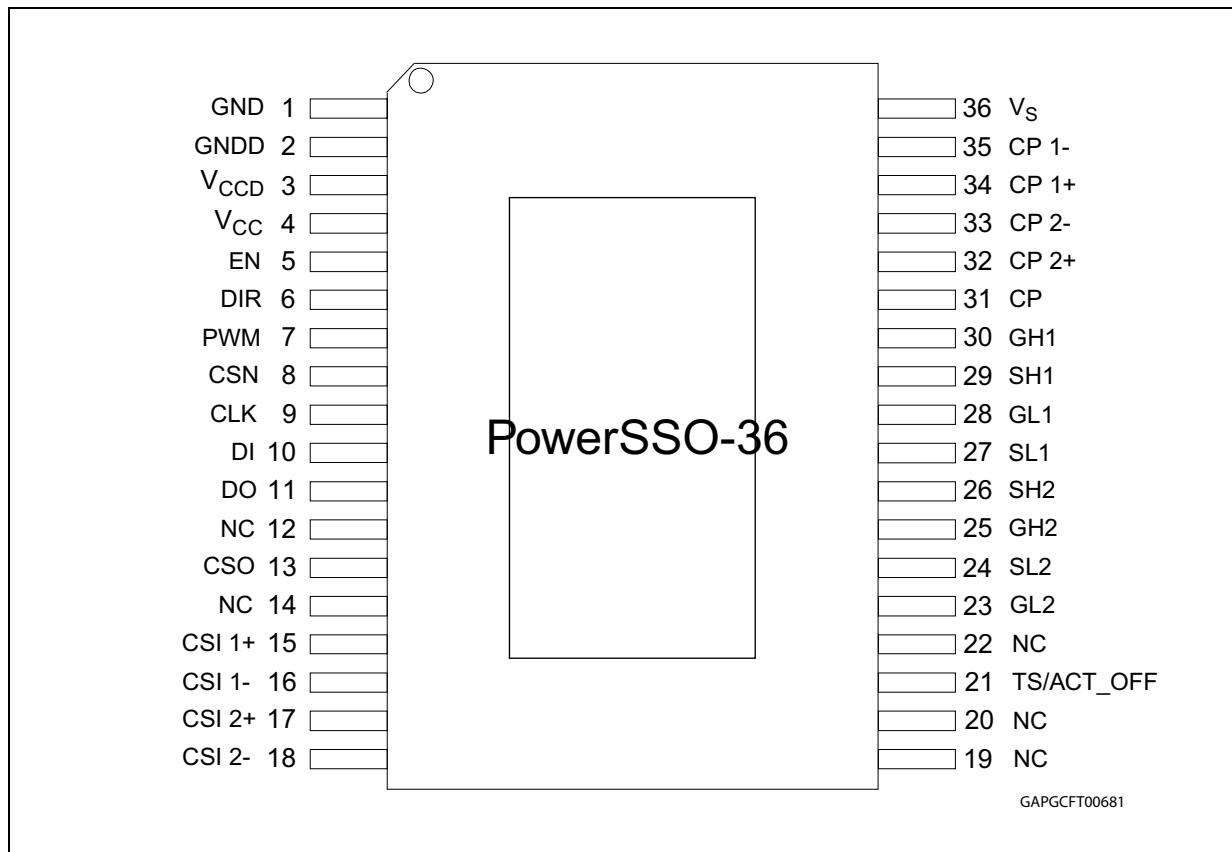 GND 1
GNDD 2
VCCD 3
VCC 4
EN 5
DIR 6
PWM 7
CSN 8
CLK 9
DI 10
DO 11
NC 12
CSO 13
NC 14
CSI 1+ 15
CSI 1- 16
CSI 2+ 17
CSI 2- 18
PowerSSO-36
36 VS
35 CP 1-
34 CP 1+
33 CP 2-
32 CP 2+
31 CP
30 GH1
29 SH1
28 GL1
27 SL1
26 SH2
25 GH2
24 SL2
23 GL2
22 NC
21 TS/ACT_OFF
20 NC
19 NC
GAPGCFT00681